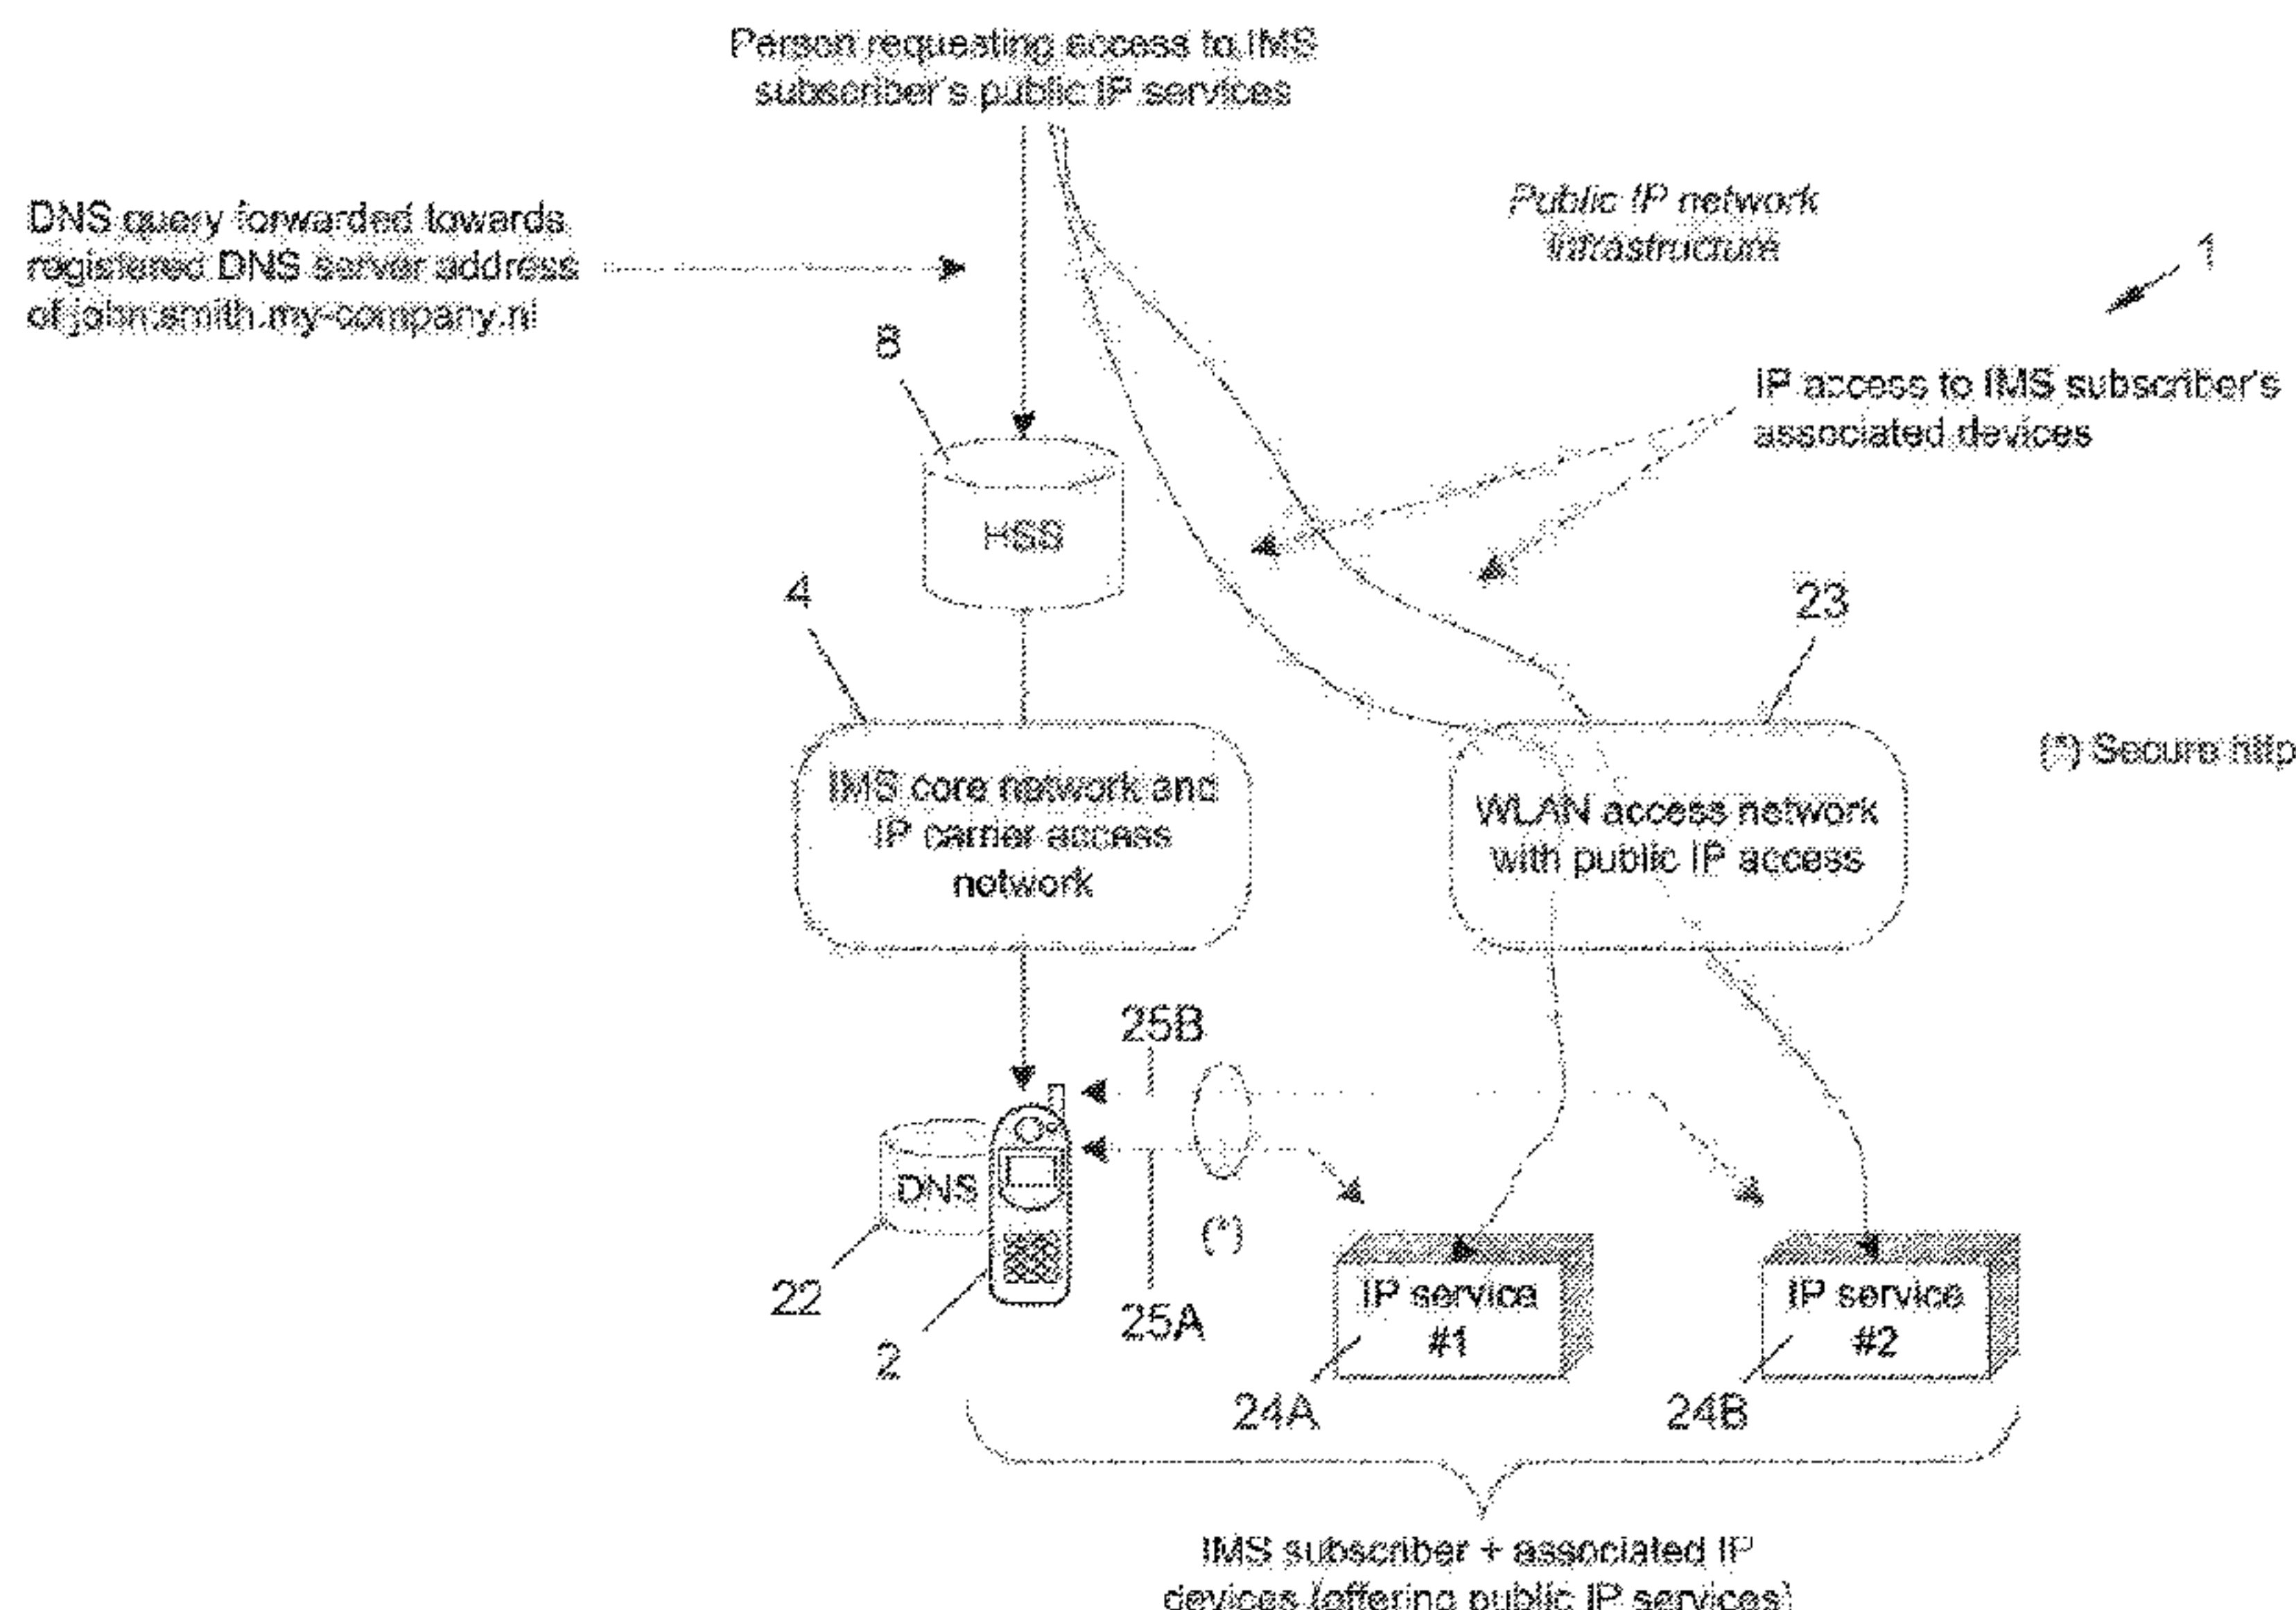 Person requesting access to IMS
subscriber's public IP services
DNS query forwarded towards
registered DNS server address
of john.smith.my-company.nl
Public IP network
infrastructure
1
8
IP access to IMS subscriber's
associated devices
HSS
4
23
IMS core network and
IP carrier access
network
WLAN access network
with public IP access
(*) Secure http
25B
DNS
(*)
22
2
25A
IP service
#1
IP service
#2
24A
24B
IMS subscriber + associated IP
devices (offering public IP services)